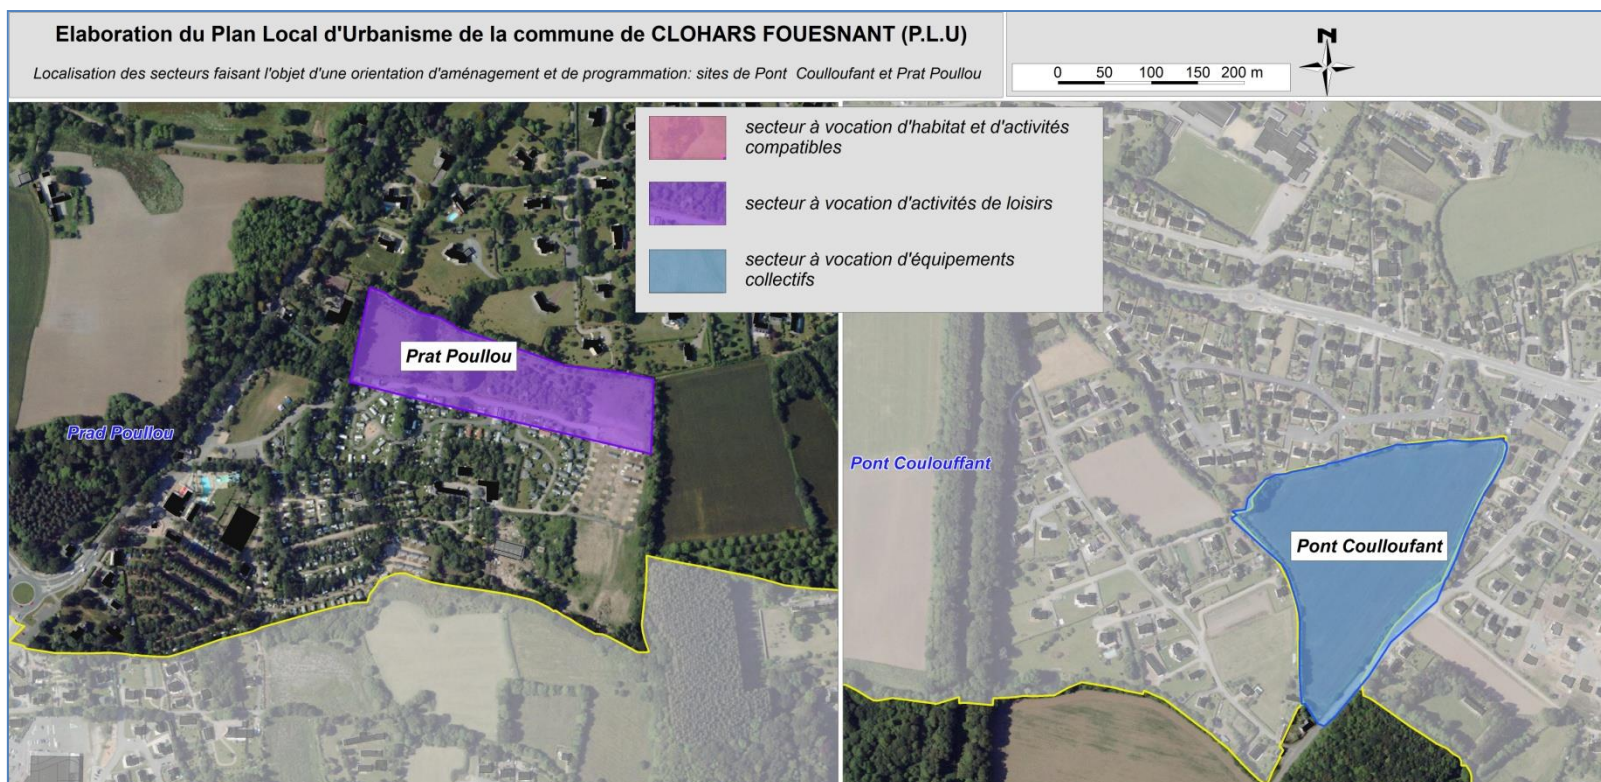 Elaboration du Plan Local d'Urbanisme de la commune de CLOHARS FOUESNANT (P.L.U)
Localisation des secteurs faisant l'objet d'une orientation d'aménagement et de programmation: sites de Pont Coulloufant et Prat Poullou
N
0 50 100 150 200 m
secteur à vocation d'habitat et d'activités
compatibles
secteur à vocation d'activités de loisirs
secteur à vocation d'équipements
collectifs
Prat Poullou
Prad Poullou
Pont Coulouffant
Pont Coulloufant